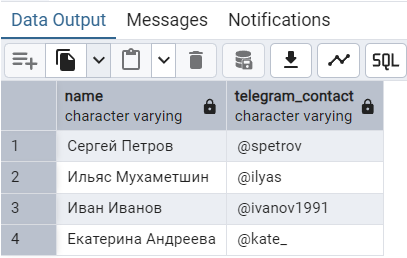 Data Output Messages Notifications
SQL
name telegram_contact
character varying character varying
1 Сергей Петров @spetrov
2 Ильяс Мухаметшин @ilyas
3 Иван Иванов @ivanov1991
4 Екатерина Андреева @kate_